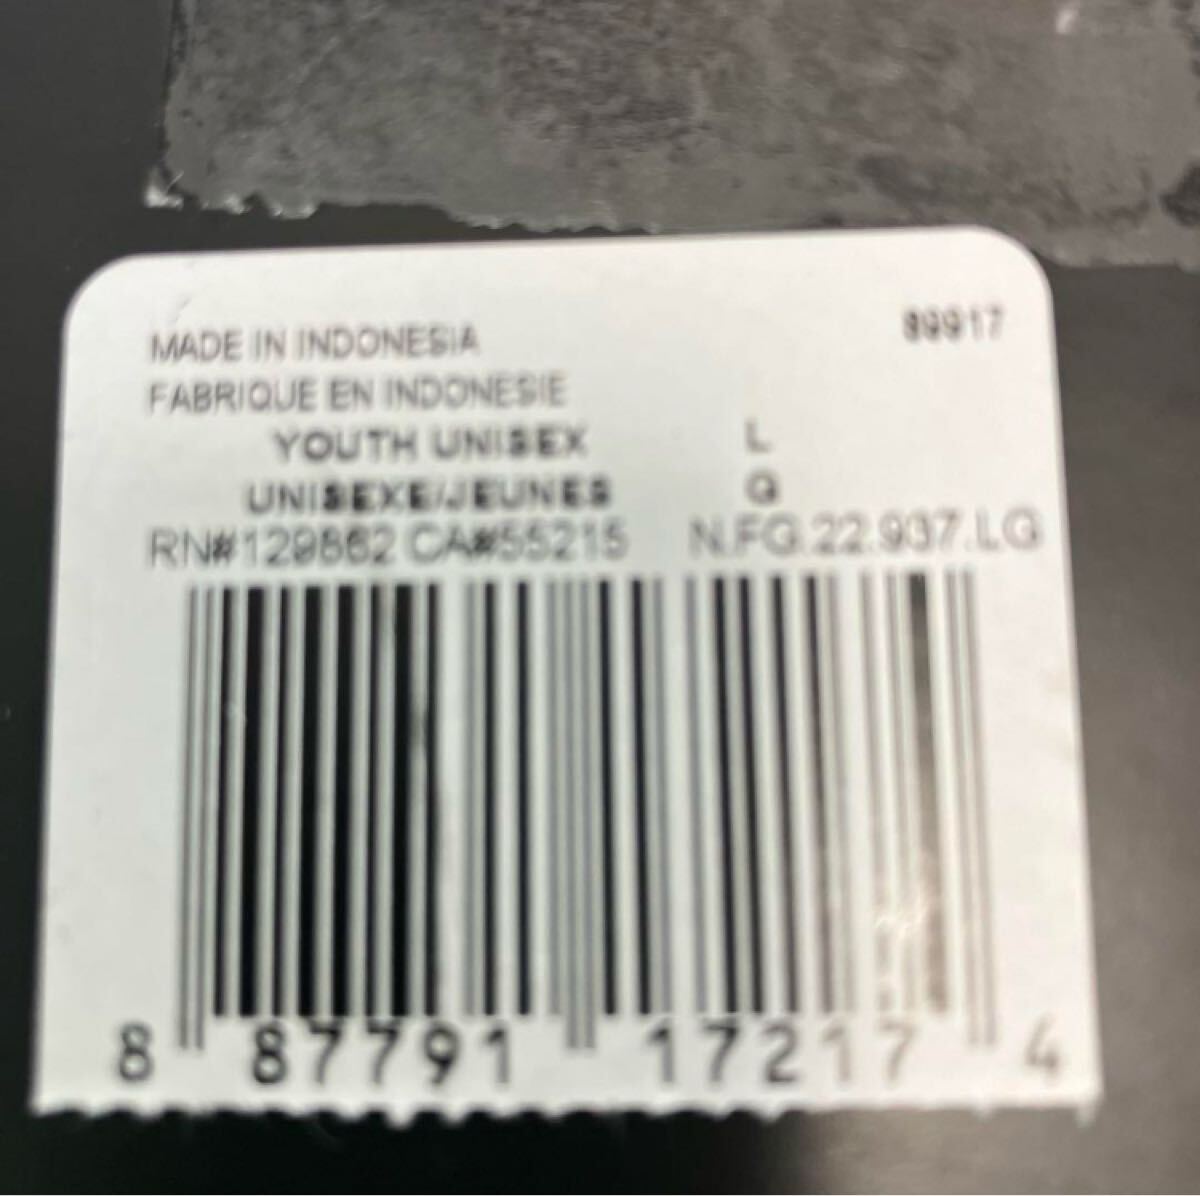 MADE IN INDONESIA 89917
FABRIQUE EN INDONESIE
YOUTH UNISEX L
UNISEXE/JEUNES G
RN#129862 CA#55215 N.FG.22.937.LG
8 87791 17217 4